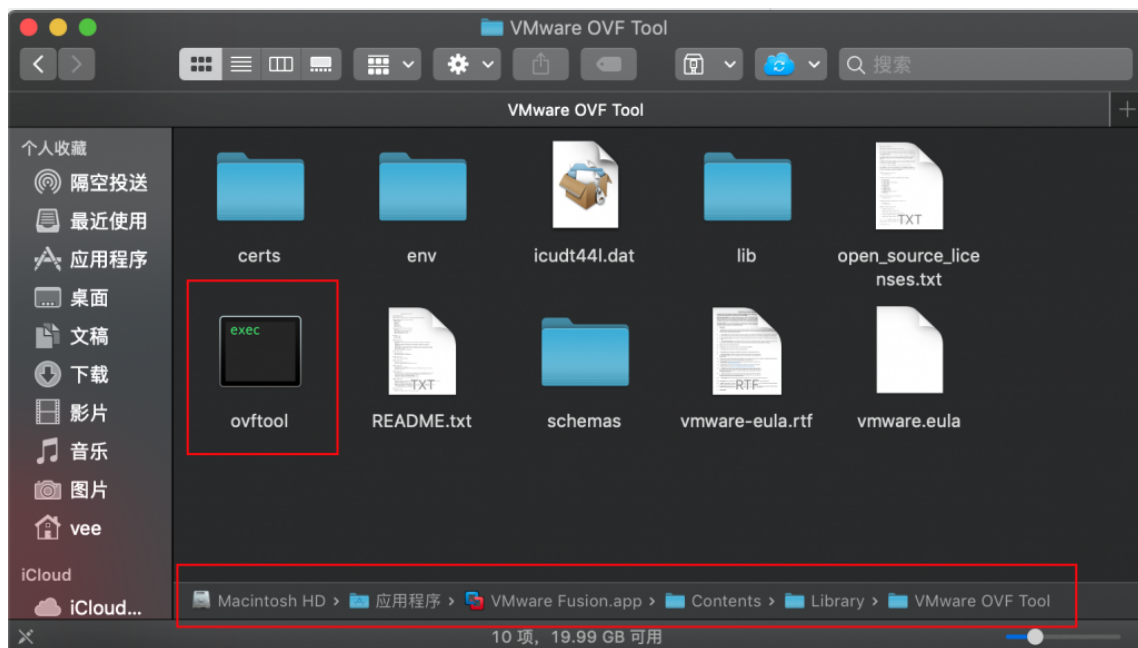 VMware OVF Tool
搜索
VMware OVF Tool
个人收藏
隔空投送
最近使用
应用程序
桌面
文稿
下载
影片
音乐
图片
vee
iCloud
iCloud...
certs
env
icudt44l.dat
lib
TXT
open_source_lice
nses.txt
exec
ovftool
TXT
README.txt
schemas
RTF
vmware-eula.rtf
vmware.eula
Macintosh HD › 应用程序 › VMware Fusion.app › Contents › Library › VMware OVF Tool
10 项，19.99 GB 可用